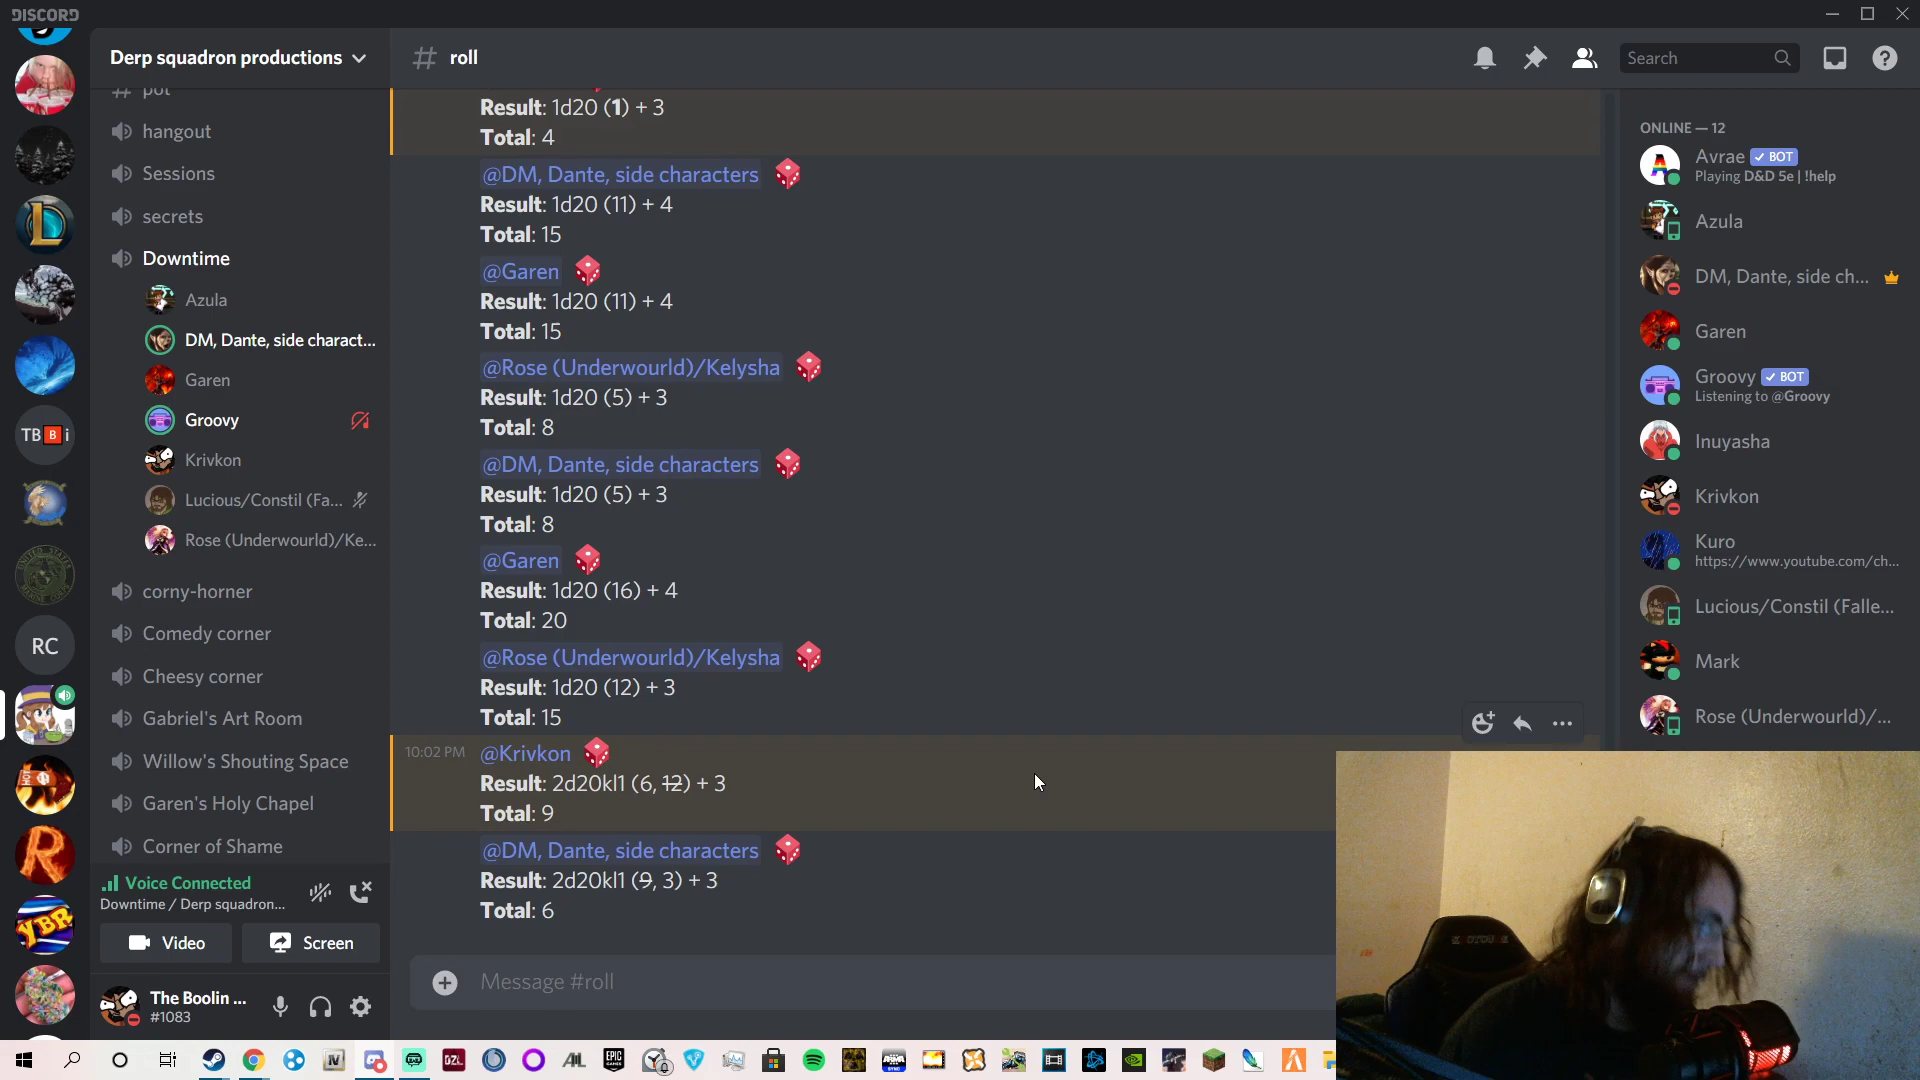 DISCORD
Derp squadron productions
# roll
Search
# pot
hangout
Sessions
secrets
Downtime
Azula
DM, Dante, side charact...
Garen
Groovy
Krivkon
Lucious/Constil (Fa...
Rose (Underwourld)/Ke...
corny-horner
Comedy corner
Cheesy corner
Gabriel's Art Room
Willow's Shouting Space
Garen's Holy Chapel
Corner of Shame
Voice Connected
Downtime / Derp squadron...
Video
Screen
The Boolin ...
#1083
TB B i
RC
YBR
Result: 1d20 (1) + 3
Total: 4
@DM, Dante, side characters
Result: 1d20 (11) + 4
Total: 15
@Garen
Result: 1d20 (11) + 4
Total: 15
@Rose (Underwourld)/Kelysha
Result: 1d20 (5) + 3
Total: 8
@DM, Dante, side characters
Result: 1d20 (5) + 3
Total: 8
@Garen
Result: 1d20 (16) + 4
Total: 20
@Rose (Underwourld)/Kelysha
Result: 1d20 (12) + 3
Total: 15
10:02 PM @Krivkon
Result: 2d20kl1 (6, 12) + 3
Total: 9
@DM, Dante, side characters
Result: 2d20kl1 (9, 3) + 3
Total: 6
Message #roll
ONLINE — 12
Avrae BOT
Playing D&D 5e | !help
Azula
DM, Dante, side ch...
Garen
Groovy BOT
Listening to @Groovy
Inuyasha
Krivkon
Kuro
https://www.youtube.com/ch...
Lucious/Constil (Falle...
Mark
Rose (Underwourld)/...